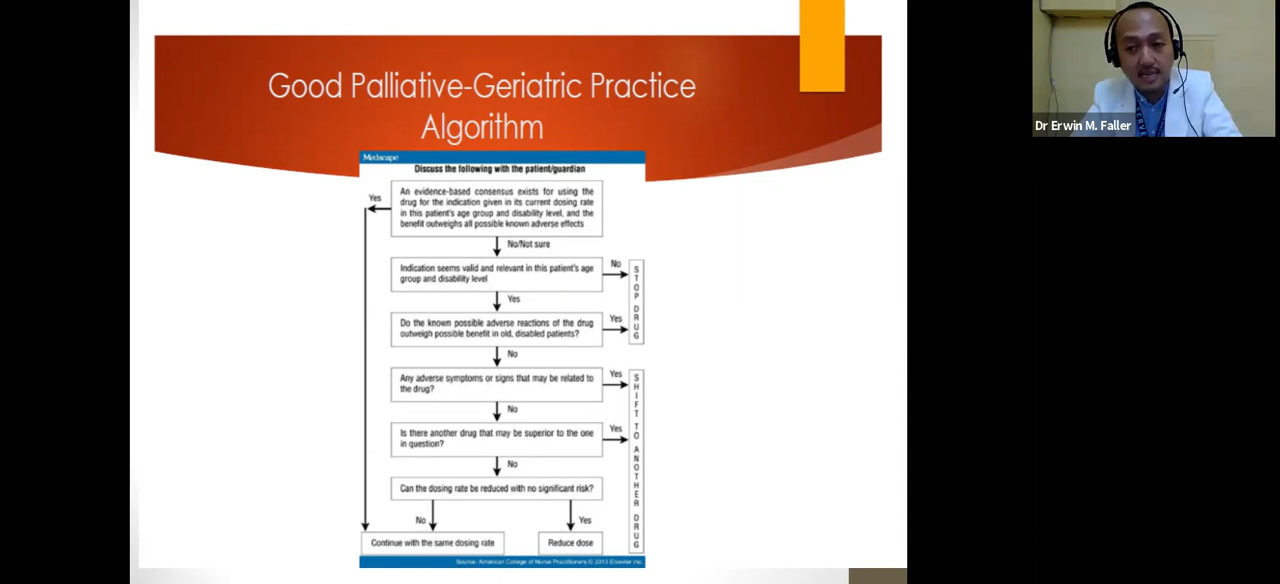 Good Palliative-Geriatric Practice
Algorithm
Dr Erwin M. Faller
Medscape
Discuss the following with the patient/guardian
An evidence-based consensus exists for using the
drug for the indication given in its current dosing rate
in this patient's age group and disability level, and the
benefit outweighs all possible known adverse effects
Yes
No/Not sure
Indication seems valid and relevant in this patient's age
group and disability level
No
Yes
STOP DRUG
Do the known possible adverse reactions of the drug
outweigh possible benefit in old, disabled patients?
Yes
No
Any adverse symptoms or signs that may be related to
the drug?
Yes
No
SHIFT TO ANOTHER DRUG
Is there another drug that may be superior to the one
in question?
Yes
No
Can the dosing rate be reduced with no significant risk?
No
Yes
Continue with the same dosing rate
Reduce dose
Source: American College of Nurse Practitioners © 2013 Elsevier Inc.